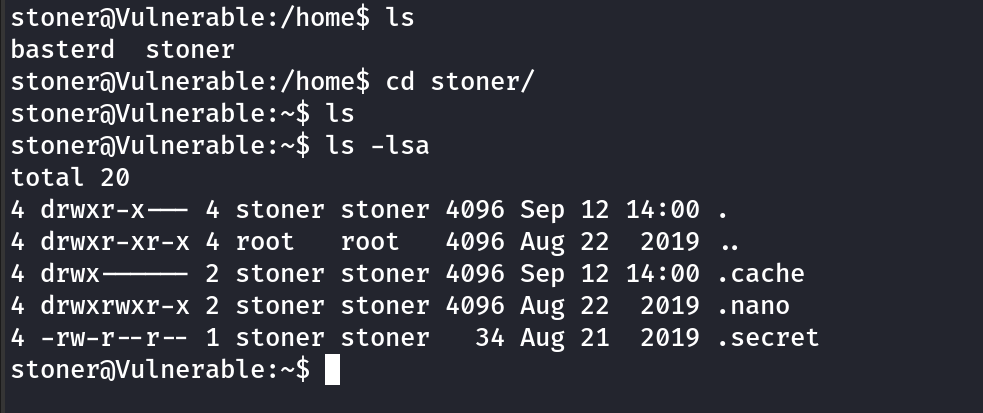 stoner@Vulnerable:/home$ ls
basterd  stoner
stoner@Vulnerable:/home$ cd stoner/
stoner@Vulnerable:~$ ls
stoner@Vulnerable:~$ ls -lsa
total 20
4 drwxr-x--- 4 stoner stoner 4096 Sep 12 14:00 .
4 drwxr-xr-x 4 root   root   4096 Aug 22  2019 ..
4 drwx------ 2 stoner stoner 4096 Sep 12 14:00 .cache
4 drwxrwxr-x 2 stoner stoner 4096 Aug 22  2019 .nano
4 -rw-r--r-- 1 stoner stoner   34 Aug 21  2019 .secret
stoner@Vulnerable:~$